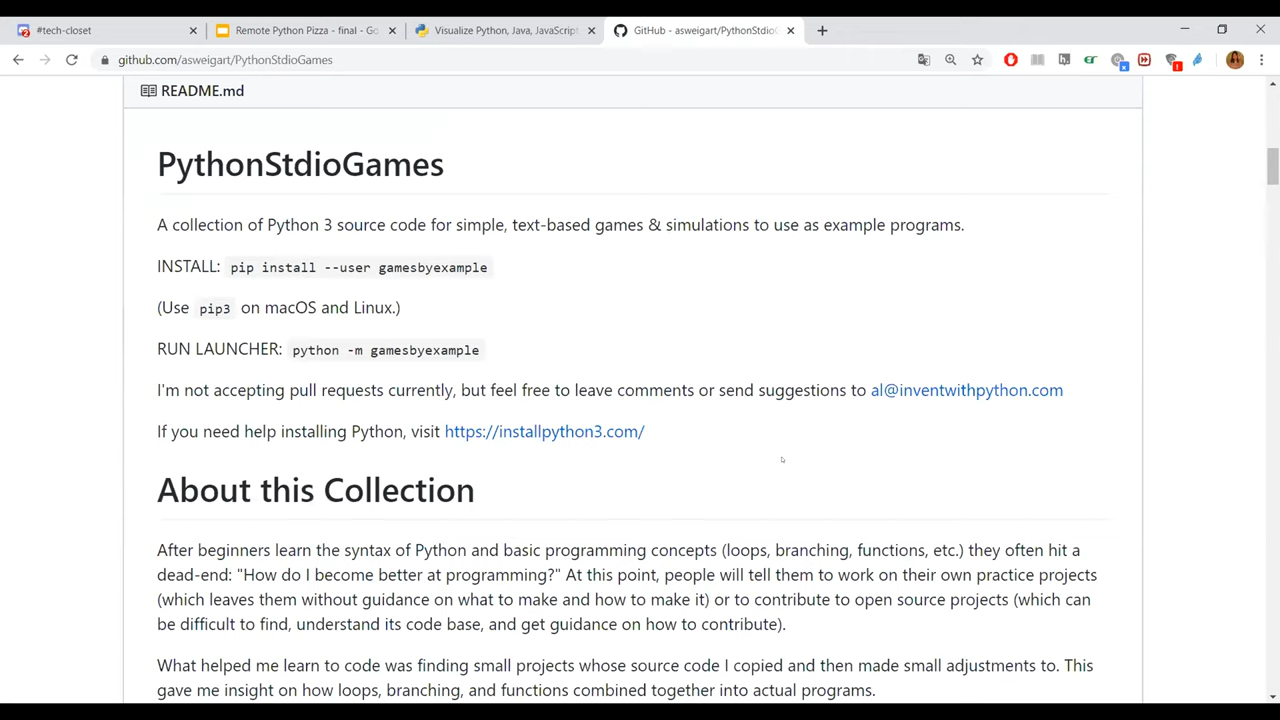 #tech-closet
Remote Python Pizza - final - Go
Visualize Python, Java, JavaScript
GitHub - asweigart/PythonStdioG
github.com/asweigart/PythonStdioGames
README.md
PythonStdioGames
A collection of Python 3 source code for simple, text-based games & simulations to use as example programs.
INSTALL: pip install --user gamesbyexample
(Use pip3 on macOS and Linux.)
RUN LAUNCHER: python -m gamesbyexample
I'm not accepting pull requests currently, but feel free to leave comments or send suggestions to al@inventwithpython.com
If you need help installing Python, visit https://installpython3.com/
About this Collection
After beginners learn the syntax of Python and basic programming concepts (loops, branching, functions, etc.) they often hit a
dead-end: "How do I become better at programming?" At this point, people will tell them to work on their own practice projects
(which leaves them without guidance on what to make and how to make it) or to contribute to open source projects (which can
be difficult to find, understand its code base, and get guidance on how to contribute).
What helped me learn to code was finding small projects whose source code I copied and then made small adjustments to. This
gave me insight on how loops, branching, and functions combined together into actual programs.